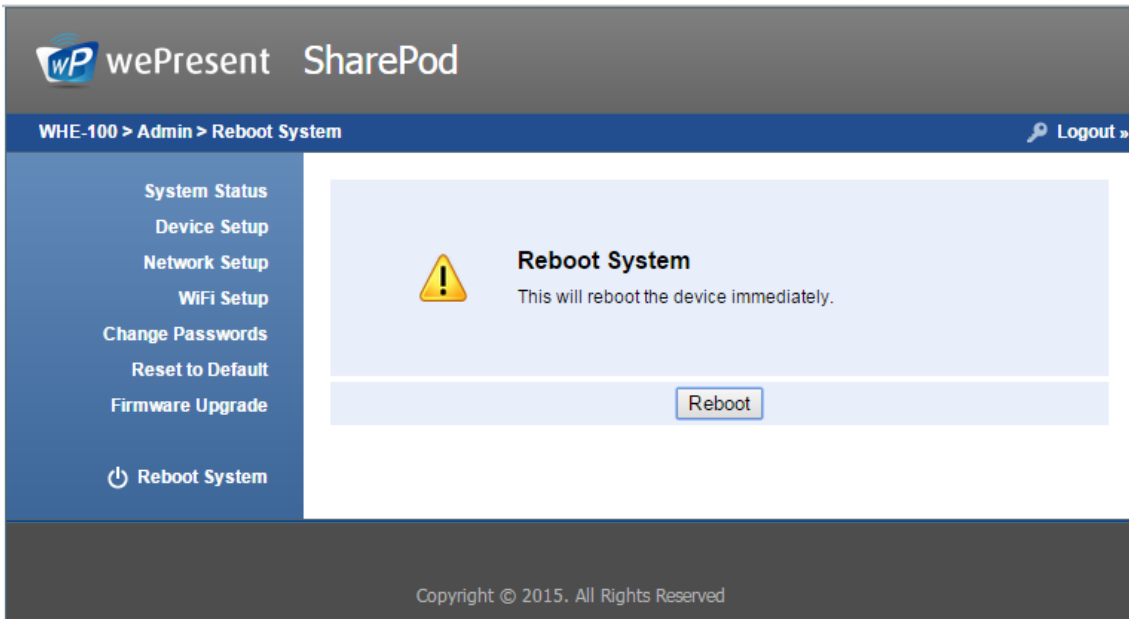 wP wePresent SharePod
WHE-100 > Admin > Reboot System Logout »
System Status
Device Setup
Network Setup
WiFi Setup
Change Passwords
Reset to Default
Firmware Upgrade
Reboot System
Reboot System
This will reboot the device immediately.
Reboot
Copyright © 2015. All Rights Reserved